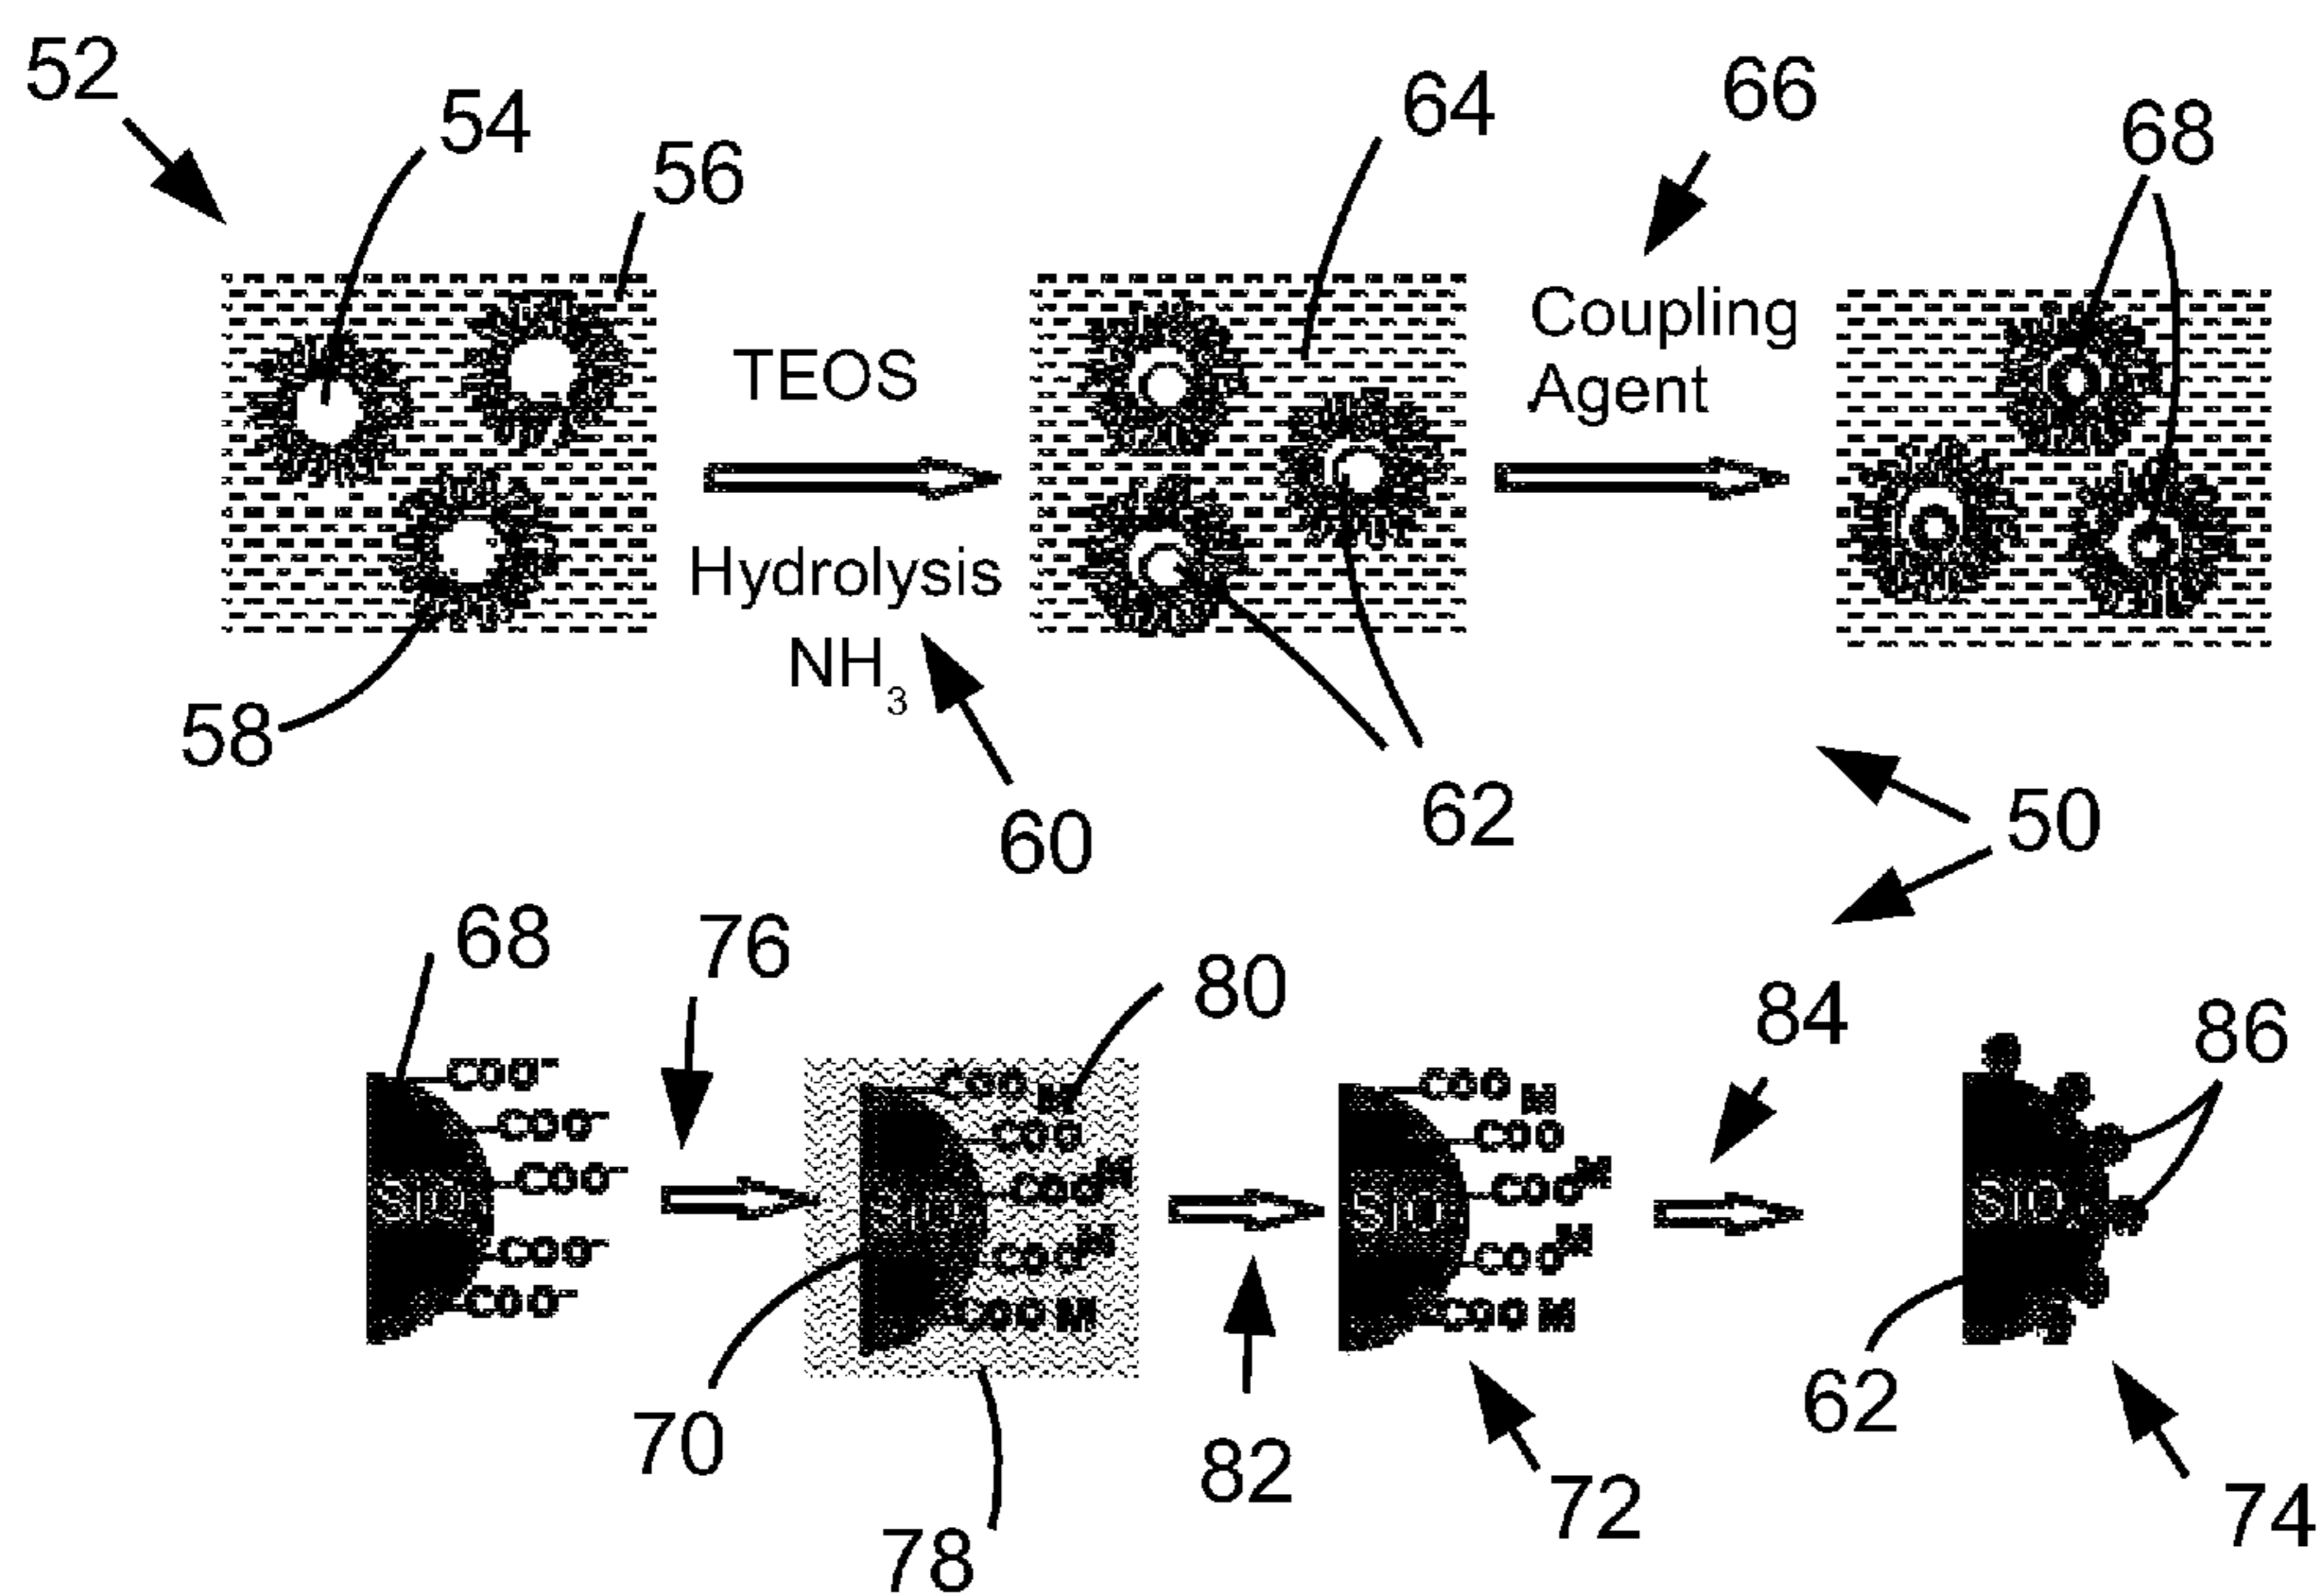 52
54
56
64
66
68
TEOS
Coupling
Agent
Hydrolysis
NH₃
58
60
62
50
68
76
80
84
86
COO⁻
COO⁻
COO⁻
COO⁻
COO⁻
COO M
COO
COO M
COO M
COO M
COO M
COO
COO M
COO M
COO M
70
78
82
72
62
74